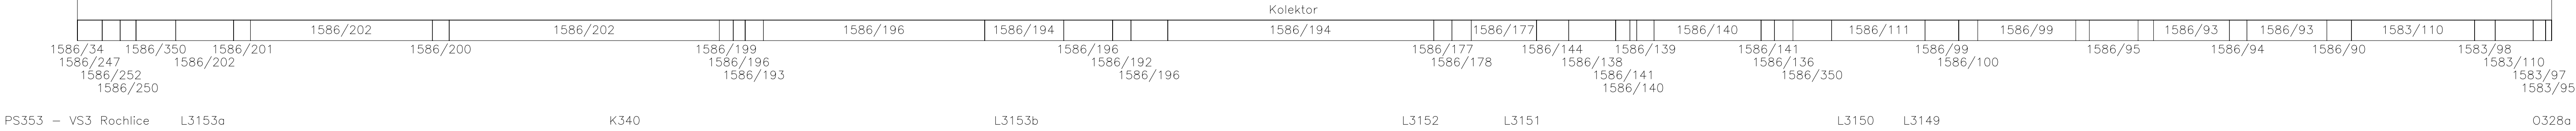 Kolektor
1586/202 1586/202 1586/196 1586/194 1586/194 1586/177 1586/140 1586/111 1586/99 1586/93 1586/93 1583/110
1586/34 1586/350 1586/201 1586/200 1586/199 1586/196 1586/177 1586/144 1586/139 1586/141 1586/99 1586/95 1586/94 1586/90 1583/98
1586/247 1586/202 1586/196 1586/192 1586/178 1586/138 1586/136 1586/100 1583/110
1586/252 1586/193 1586/196 1586/141 1586/350 1583/97
1586/250 1586/140 1583/95
PS353 – VS3 Rochlice L3153a K340 L3153b L3152 L3151 L3150 L3149 O328a